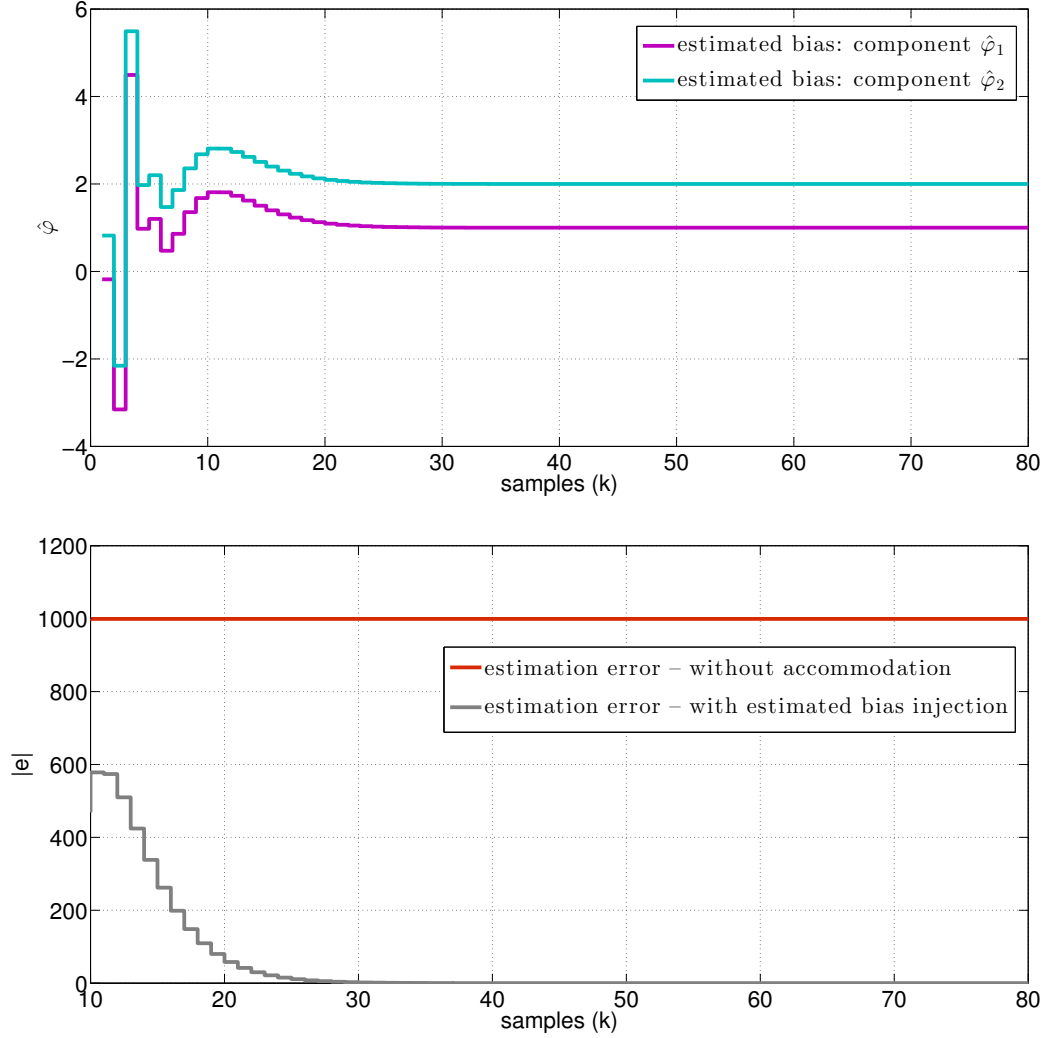 6
4
2
0
−2
−4
φ̂
estimated bias: component φ̂₁
estimated bias: component φ̂₂
0 10 20 30 40 50 60 70 80
samples (k)
1200
1000
800
600
400
200
0
|e|
estimation error – without accommodation
estimation error – with estimated bias injection
10 20 30 40 50 60 70 80
samples (k)